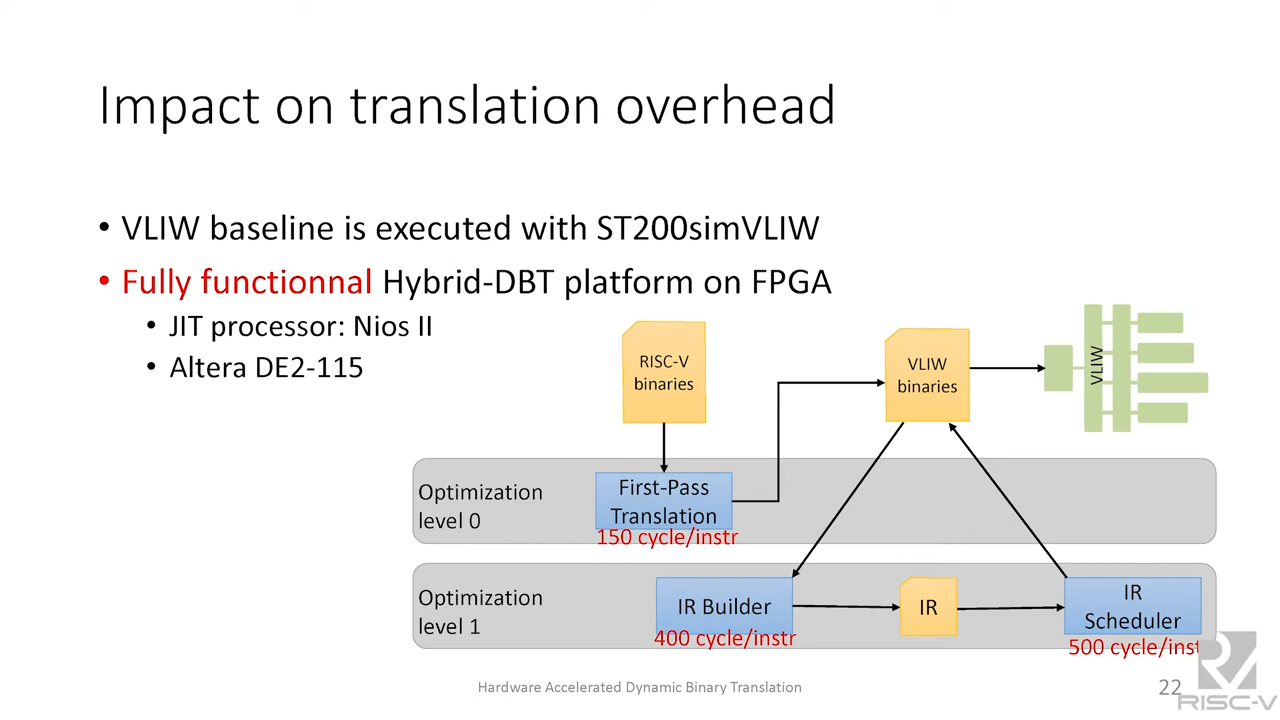 Impact on translation overhead
• VLIW baseline is executed with ST200simVLIW
• Fully functionnal Hybrid-DBT platform on FPGA
• JIT processor: Nios II
• Altera DE2-115
RISC-V
binaries
VLIW
binaries
VLIW
Optimization
level 0
First-Pass
Translation
150 cycle/instr
Optimization
level 1
IR Builder
400 cycle/instr
IR
IR
Scheduler
500 cycle/inst
Hardware Accelerated Dynamic Binary Translation
22
RISC-V